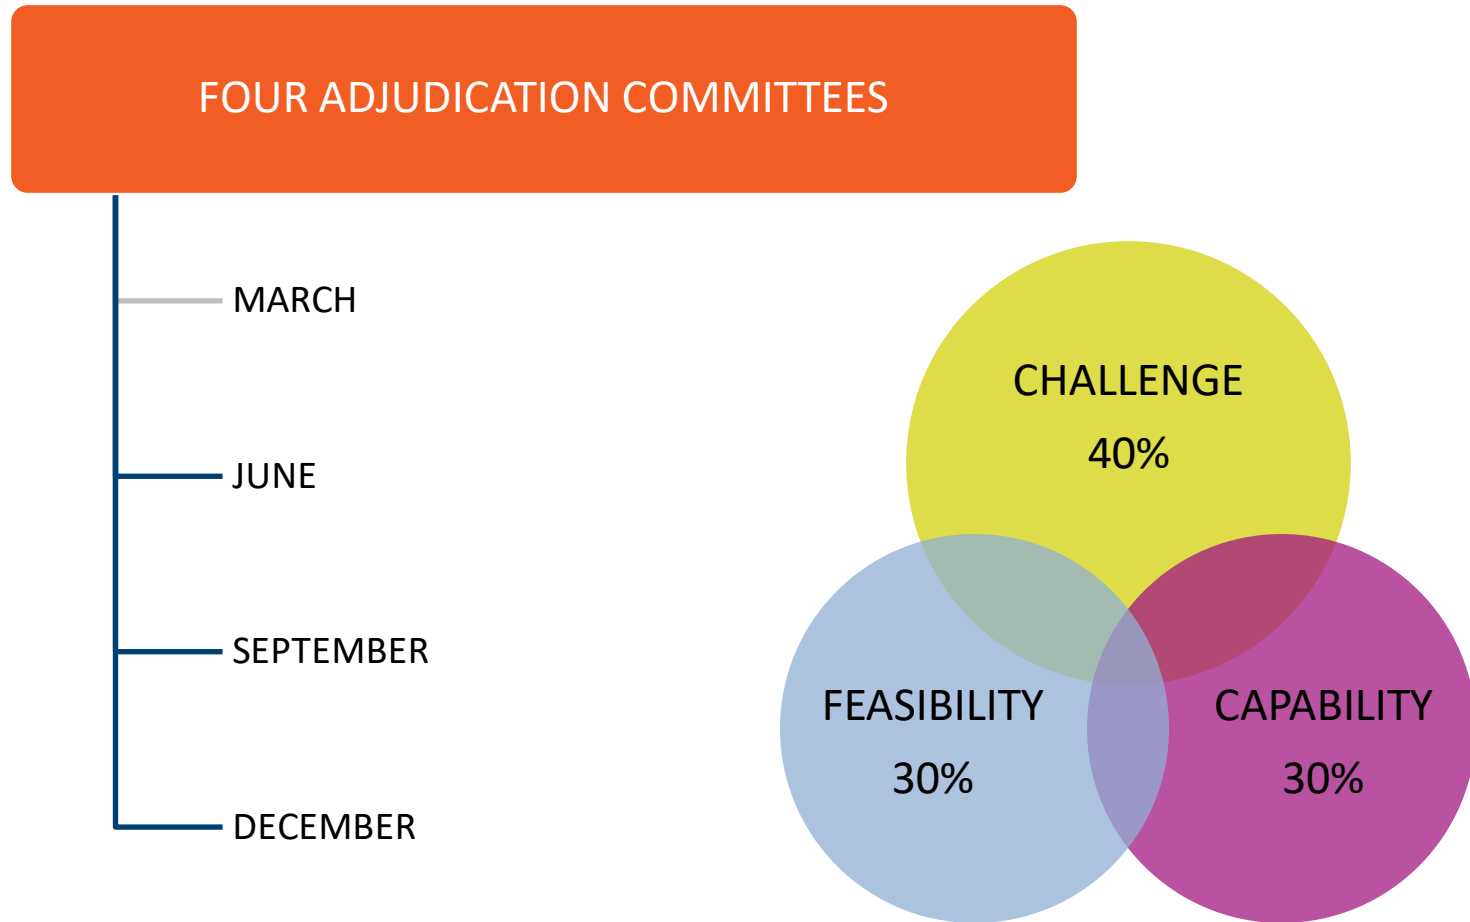 FOUR ADJUDICATION COMMITTEES
MARCH
JUNE
SEPTEMBER
DECEMBER
CHALLENGE
40%
FEASIBILITY
30%
CAPABILITY
30%